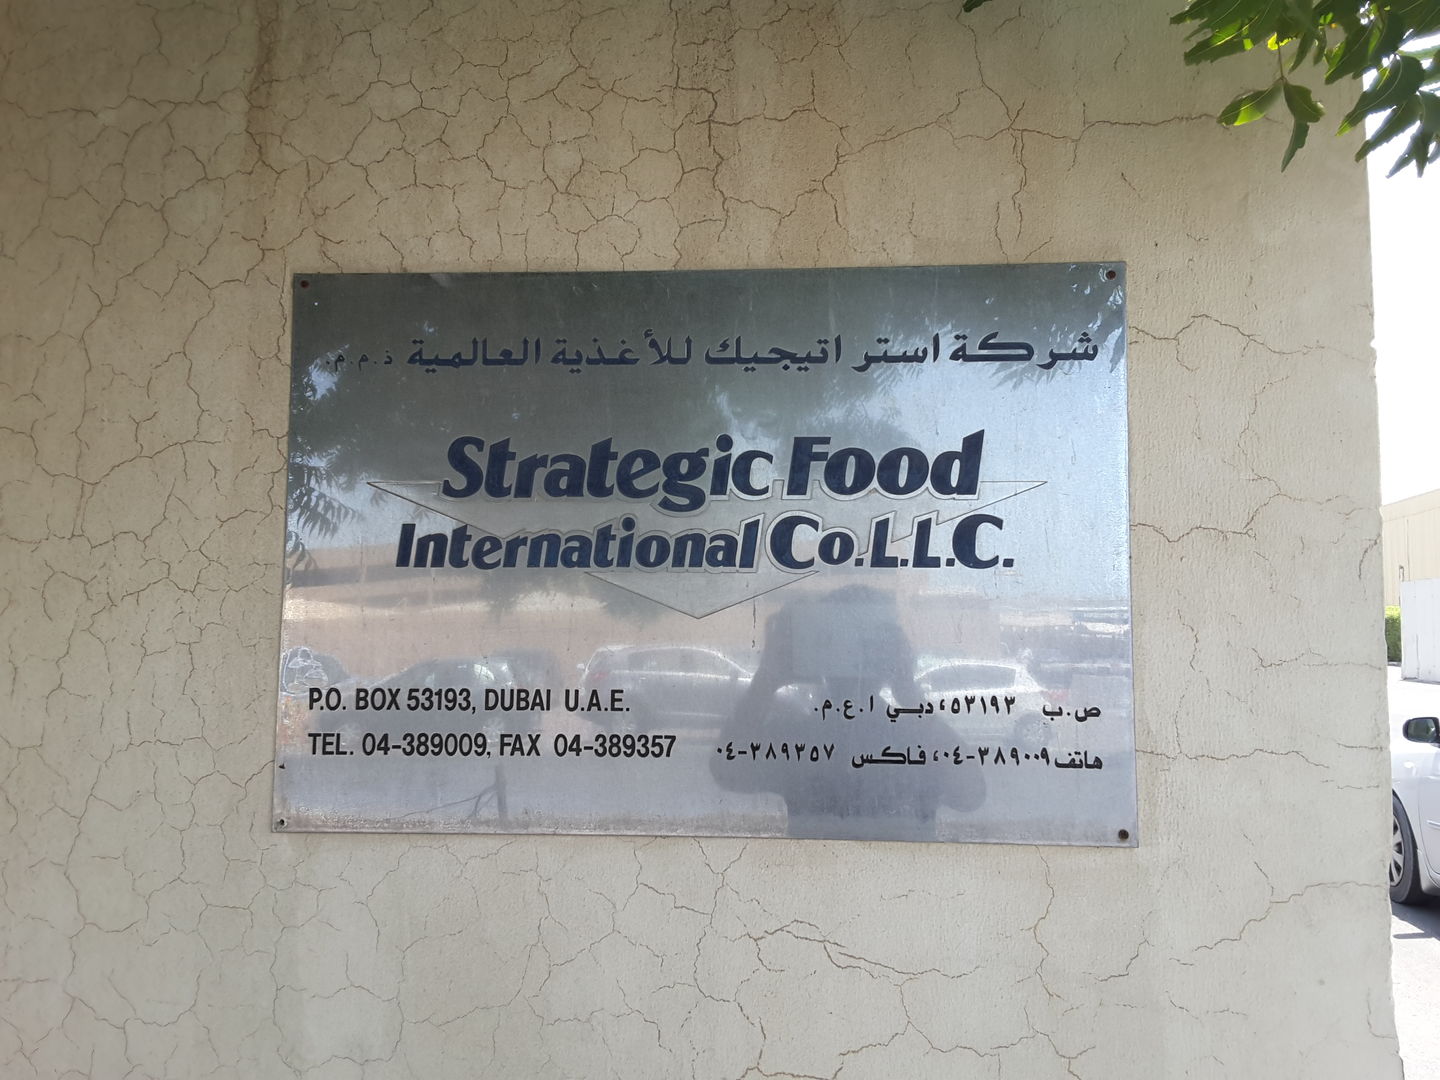 شركة استراتيجيك للأغذية العالمية ذ.م.م.
Strategic Food
International Co.L.L.C.
P.O. BOX 53193, DUBAI U.A.E.
TEL. 04-389009, FAX 04-389357
ص.ب ٥٣١٩٣، دبي ا.ع.م.
هاتف ٠٤-٣٨٩٠٠٩، فاكس ٠٤-٣٨٩٣٥٧